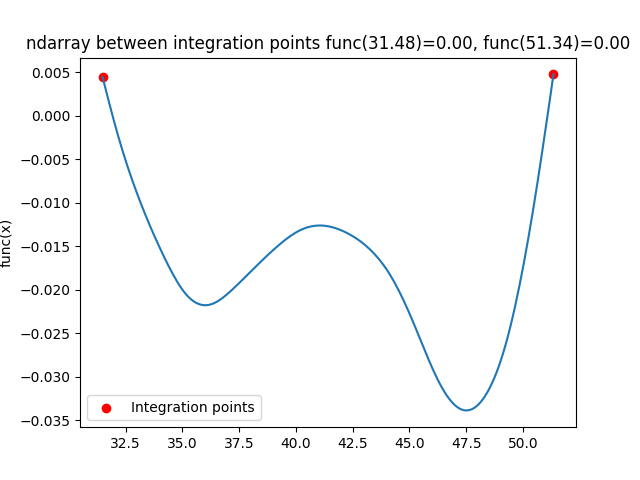 ndarray between integration points func(31.48)=0.00, func(51.34)=0.00
func(x)
0.005
0.000
−0.005
−0.010
−0.015
−0.020
−0.025
−0.030
−0.035
Integration points
32.5 35.0 37.5 40.0 42.5 45.0 47.5 50.0